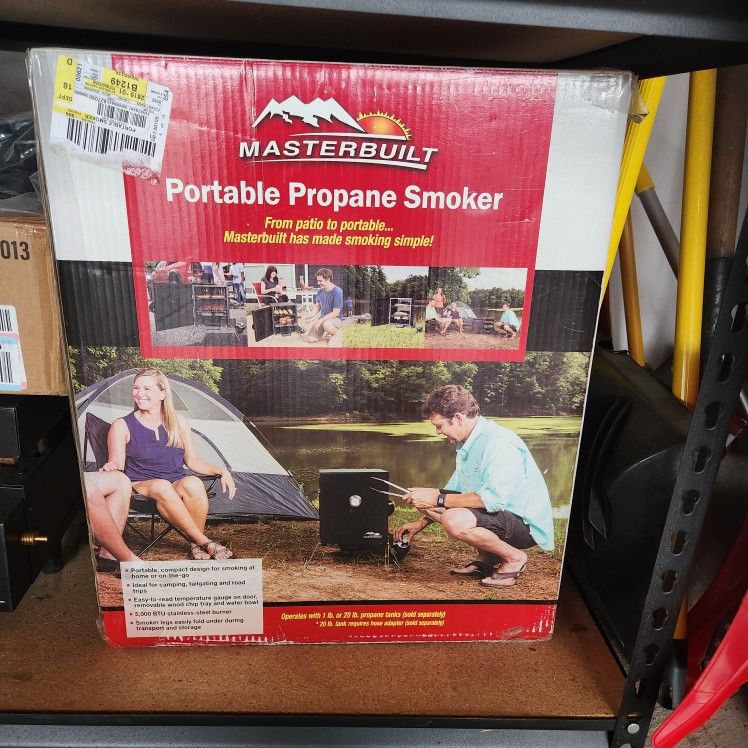 MASTERBUILT
Portable Propane Smoker
From patio to portable...
Masterbuilt has made smoking simple!
• Portable, compact design for smoking at
home or on-the-go
• Ideal for camping, tailgating and road
trips
• Easy-to-read temperature gauge on door,
removable wood chip tray and water bowl
• 5,000 BTU stainless-steel burner
• Smoker legs easily fold under during
transport and storage
Operates with 1 lb. or 20 lb. propane tanks (sold separately)
* 20 lb. tank requires hose adapter (sold separately)
013
B1249
DEPT 16
PORTABLE SMOKER